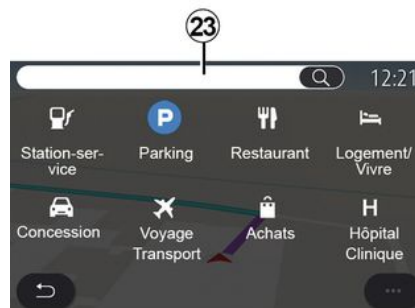 23
12:21
P
Station-ser-
vice
Parking
Restaurant
Logement/
Vivre
H
Concession
Voyage
Transport
Achats
Hôpital
Clinique